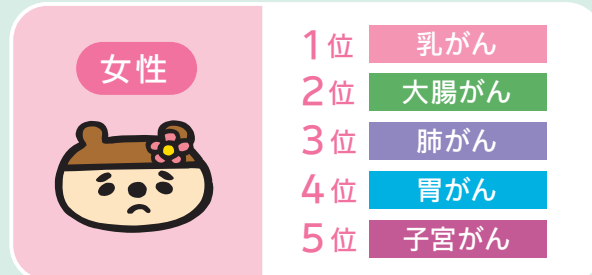 女性
1位 乳がん
2位 大腸がん
3位 肺がん
4位 胃がん
5位 子宮がん